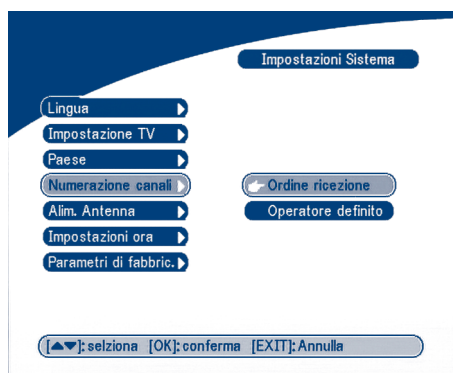 Impostazioni Sistema
Lingua
Impostazione TV
Paese
Numerazione canali
Ordine ricezione
Alim. Antenna
Operatore definito
Impostazioni ora
Parametri di fabbric.
[▲▼]: selziona [OK]: conferma [EXIT]: Annulla